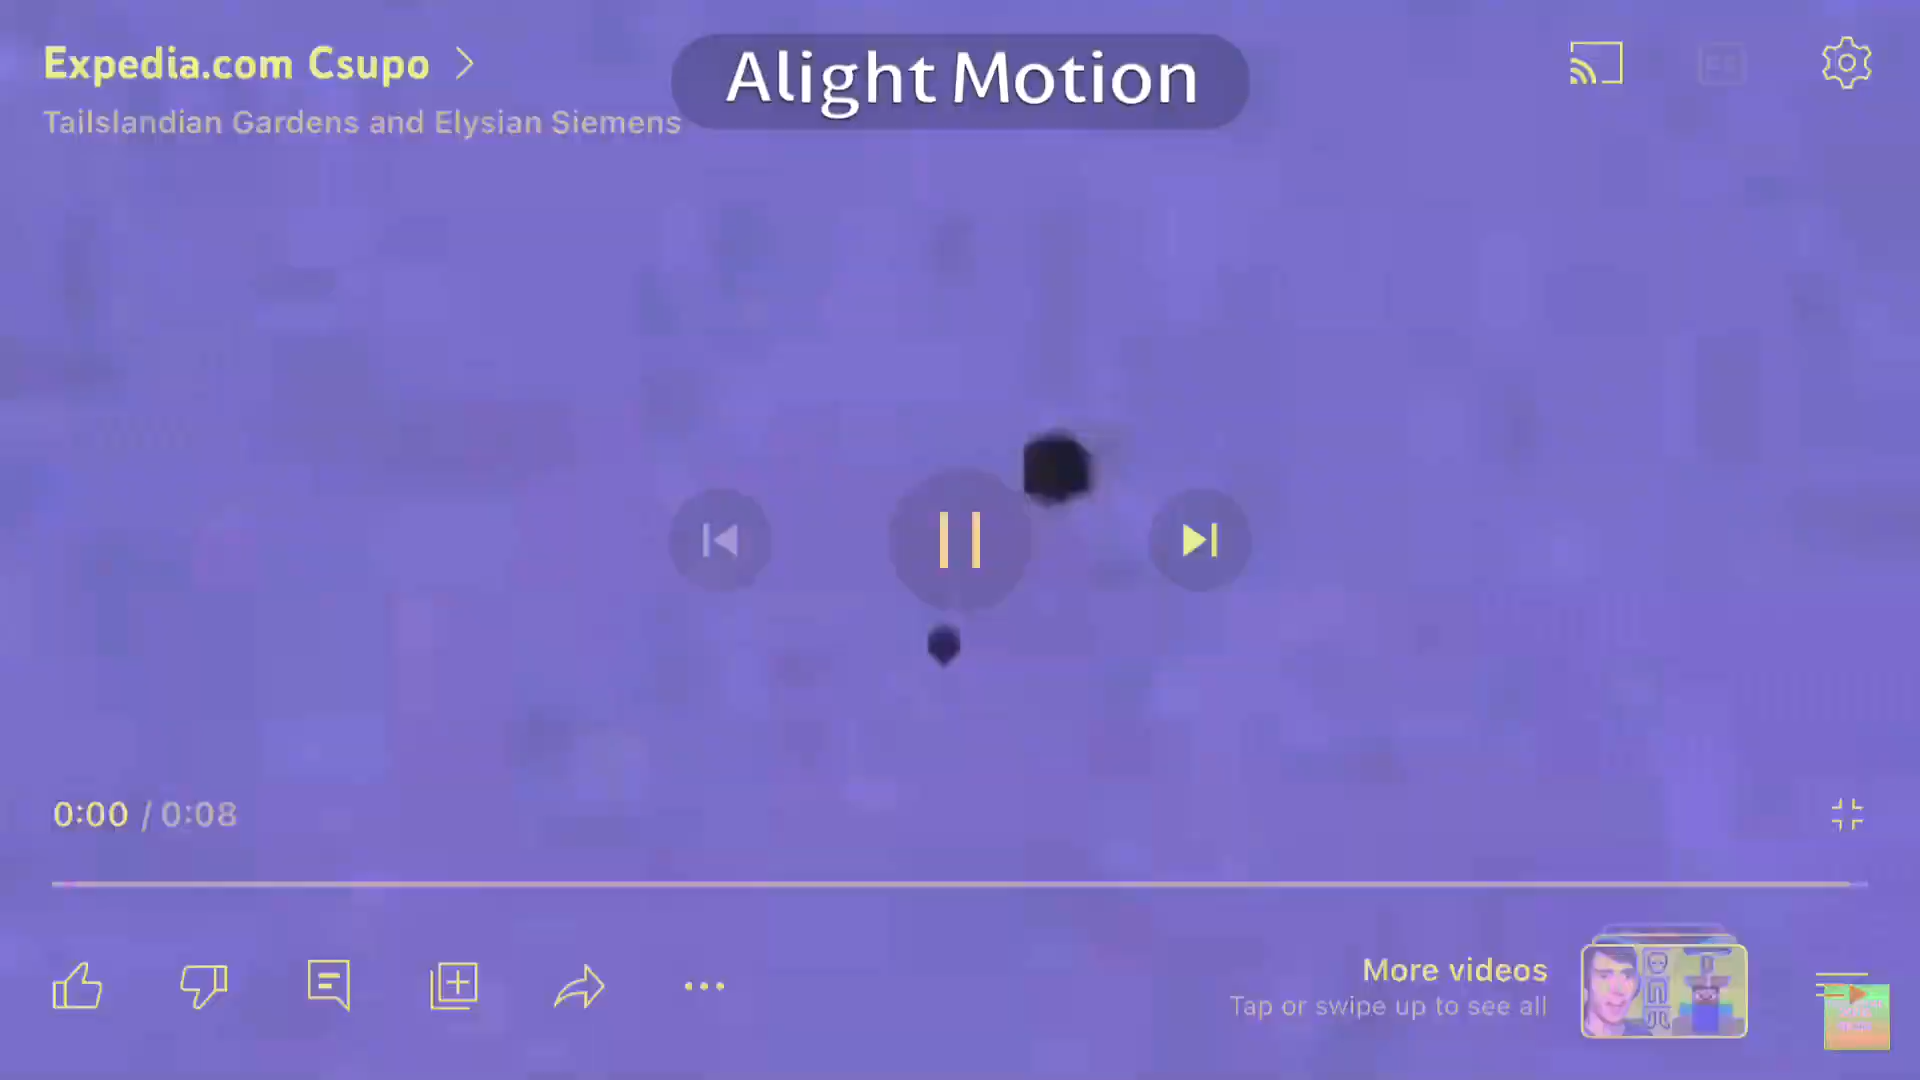 Expedia.com Csupo
Tailslandian Gardens and Elysian Siemens
Alight Motion
0:00 / 0:08
More videos
Tap or swipe up to see all